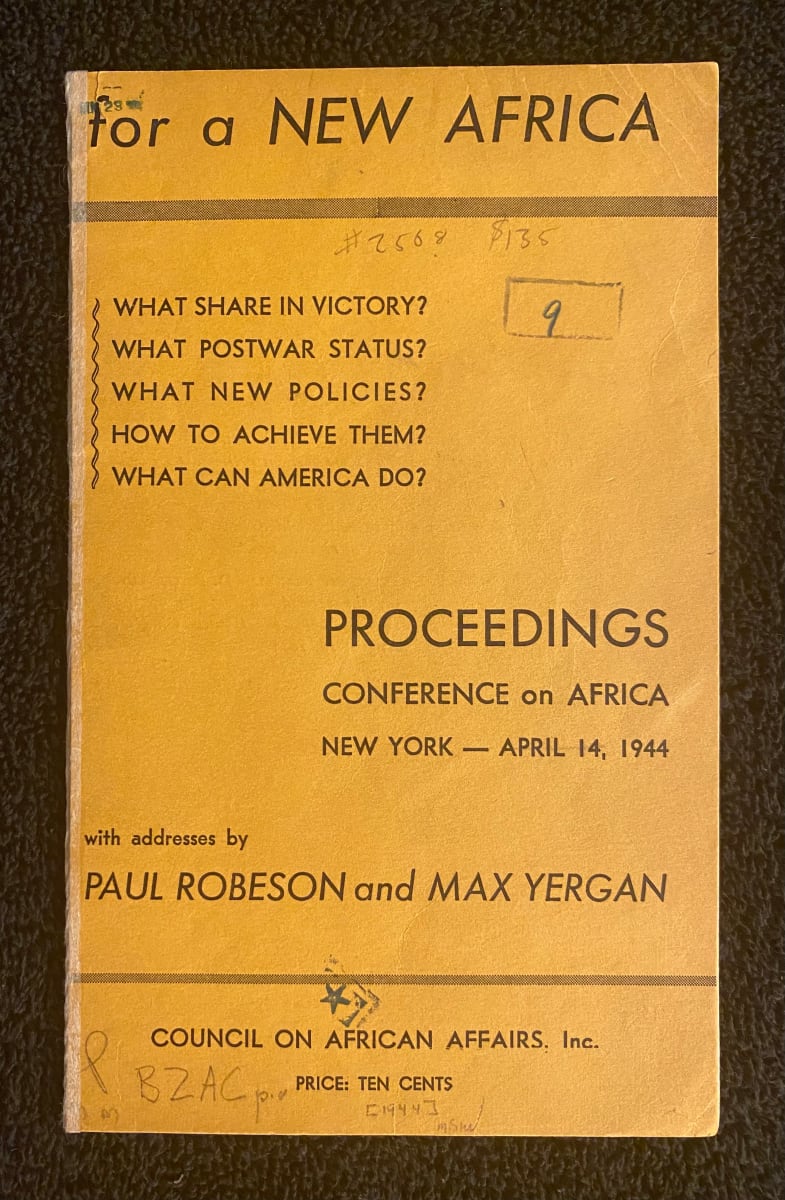 for a NEW AFRICA
#2568 $135
9
WHAT SHARE IN VICTORY?
WHAT POSTWAR STATUS?
WHAT NEW POLICIES?
HOW TO ACHIEVE THEM?
WHAT CAN AMERICA DO?
PROCEEDINGS
CONFERENCE on AFRICA
NEW YORK — APRIL 14, 1944
with addresses by
PAUL ROBESON and MAX YERGAN
COUNCIL ON AFRICAN AFFAIRS, Inc.
BZAC
PRICE: TEN CENTS
[1944]